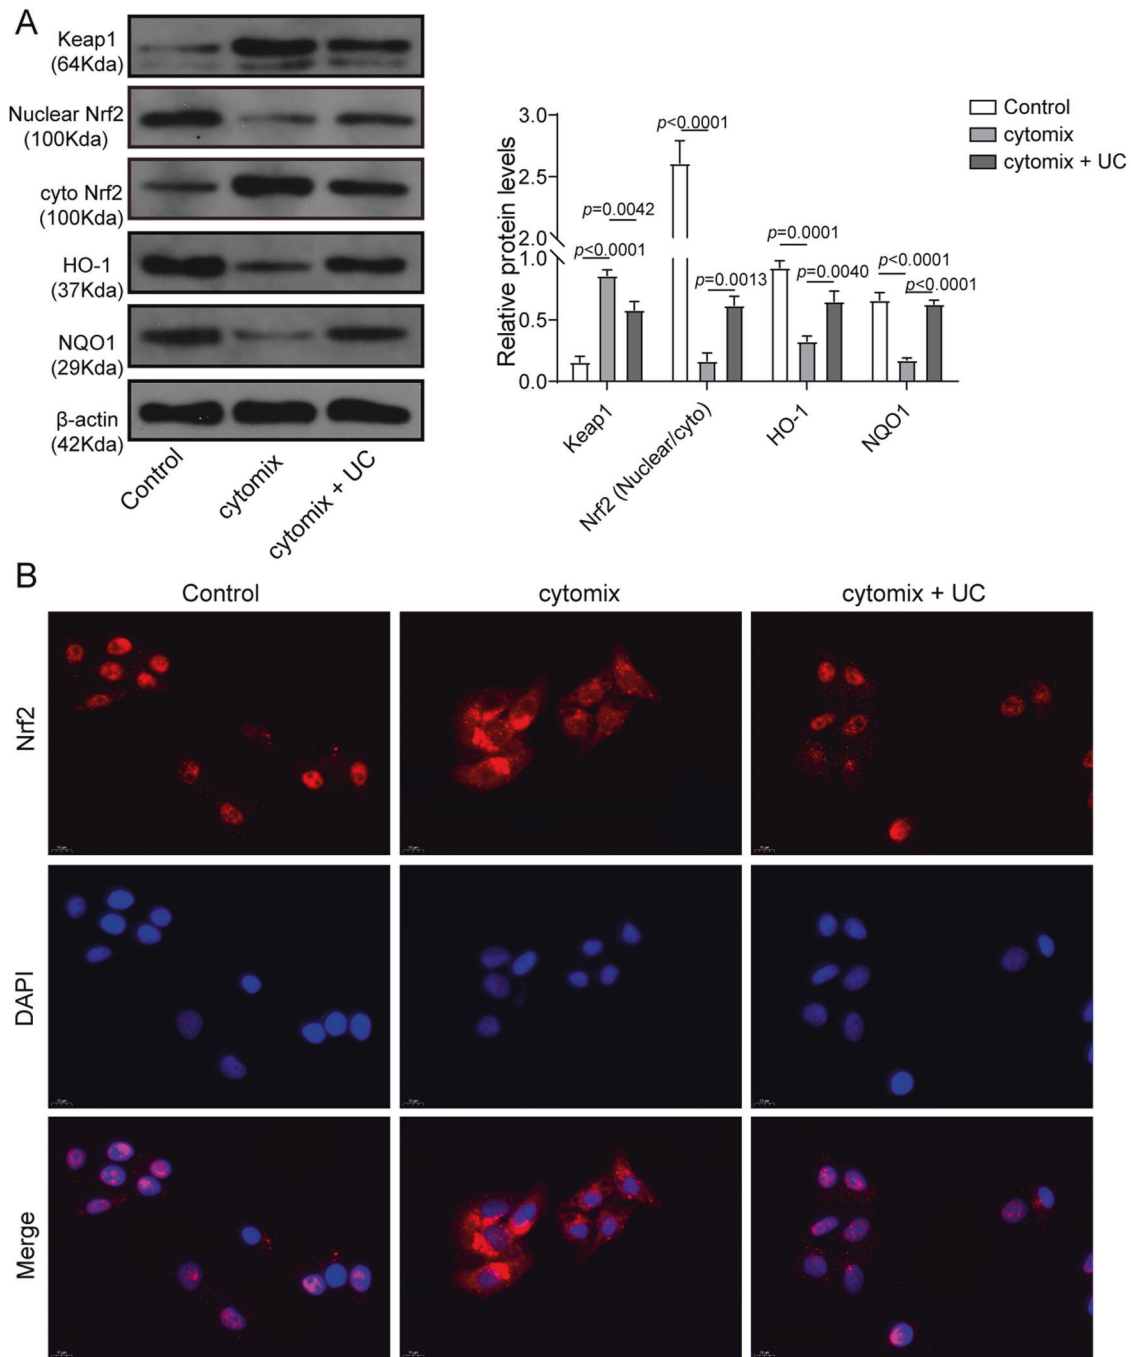 A
Keap1
(64Kda)
Nuclear Nrf2
(100Kda)
cyto Nrf2
(100Kda)
HO-1
(37Kda)
NQO1
(29Kda)
β-actin
(42Kda)
Control
cytomix
cytomix + UC
Relative protein levels
3.0
2.5
2.0
1.0
0.5
0.0
p<0.0001
p=0.0042
p<0.0001
p=0.0013
p=0.0001
p=0.0040
p<0.0001
p<0.0001
Keap1
Nrf2 (Nuclear/cyto)
HO-1
NQO1
Control
cytomix
cytomix + UC
B
Control
cytomix
cytomix + UC
Nrf2
DAPI
Merge